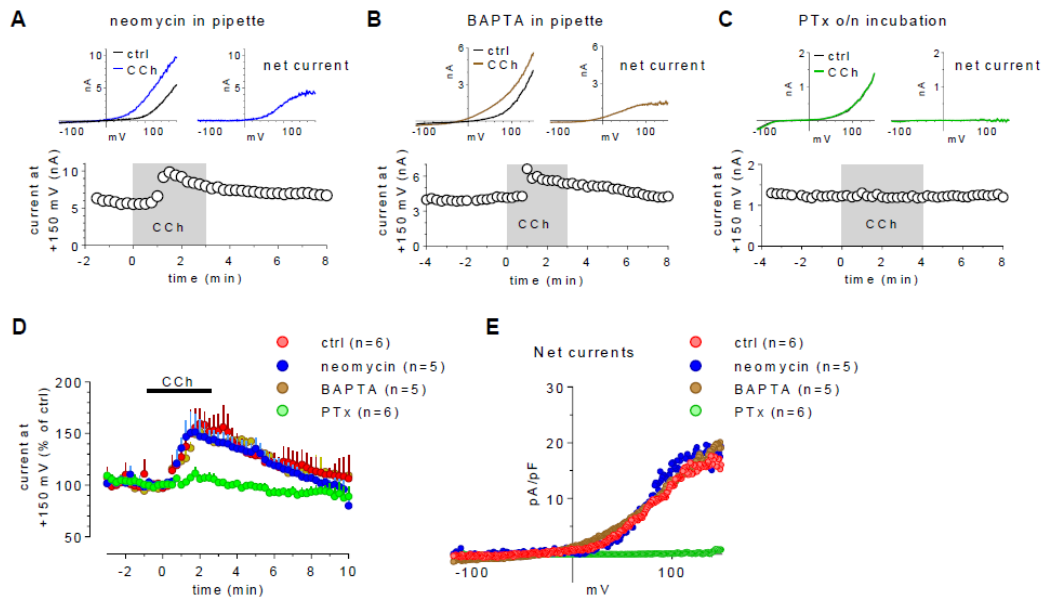 A
neomycin in pipette
ctrl
CCh
10
5
nA
-100
100
mV
net current
10
5
nA
-100
100
mV
current at
+150 mV (nA)
15
10
5
0
CCh
-2
0
2
4
6
8
time (min)
B
BAPTA in pipette
ctrl
CCh
6
3
nA
-100
100
mV
net current
6
3
nA
-100
100
mV
current at
+150 mV (nA)
9
6
3
0
CCh
-4
-2
0
2
4
6
8
time (min)
C
PTx o/n incubation
ctrl
CCh
2
1
nA
-100
100
mV
net current
2
1
nA
-100
100
mV
current at
+150 mV (nA)
2
1
0
CCh
-4
-2
0
2
4
6
8
time (min)
D
ctrl (n=6)
neomycin (n=5)
BAPTA (n=5)
PTx (n=6)
CCh
current at
+150 mV (% of ctrl)
200
150
100
50
-2
0
2
4
6
8
10
time (min)
E
Net currents
ctrl (n=6)
neomycin (n=5)
BAPTA (n=5)
PTx (n=6)
pA/pF
30
20
10
-100
100
mV